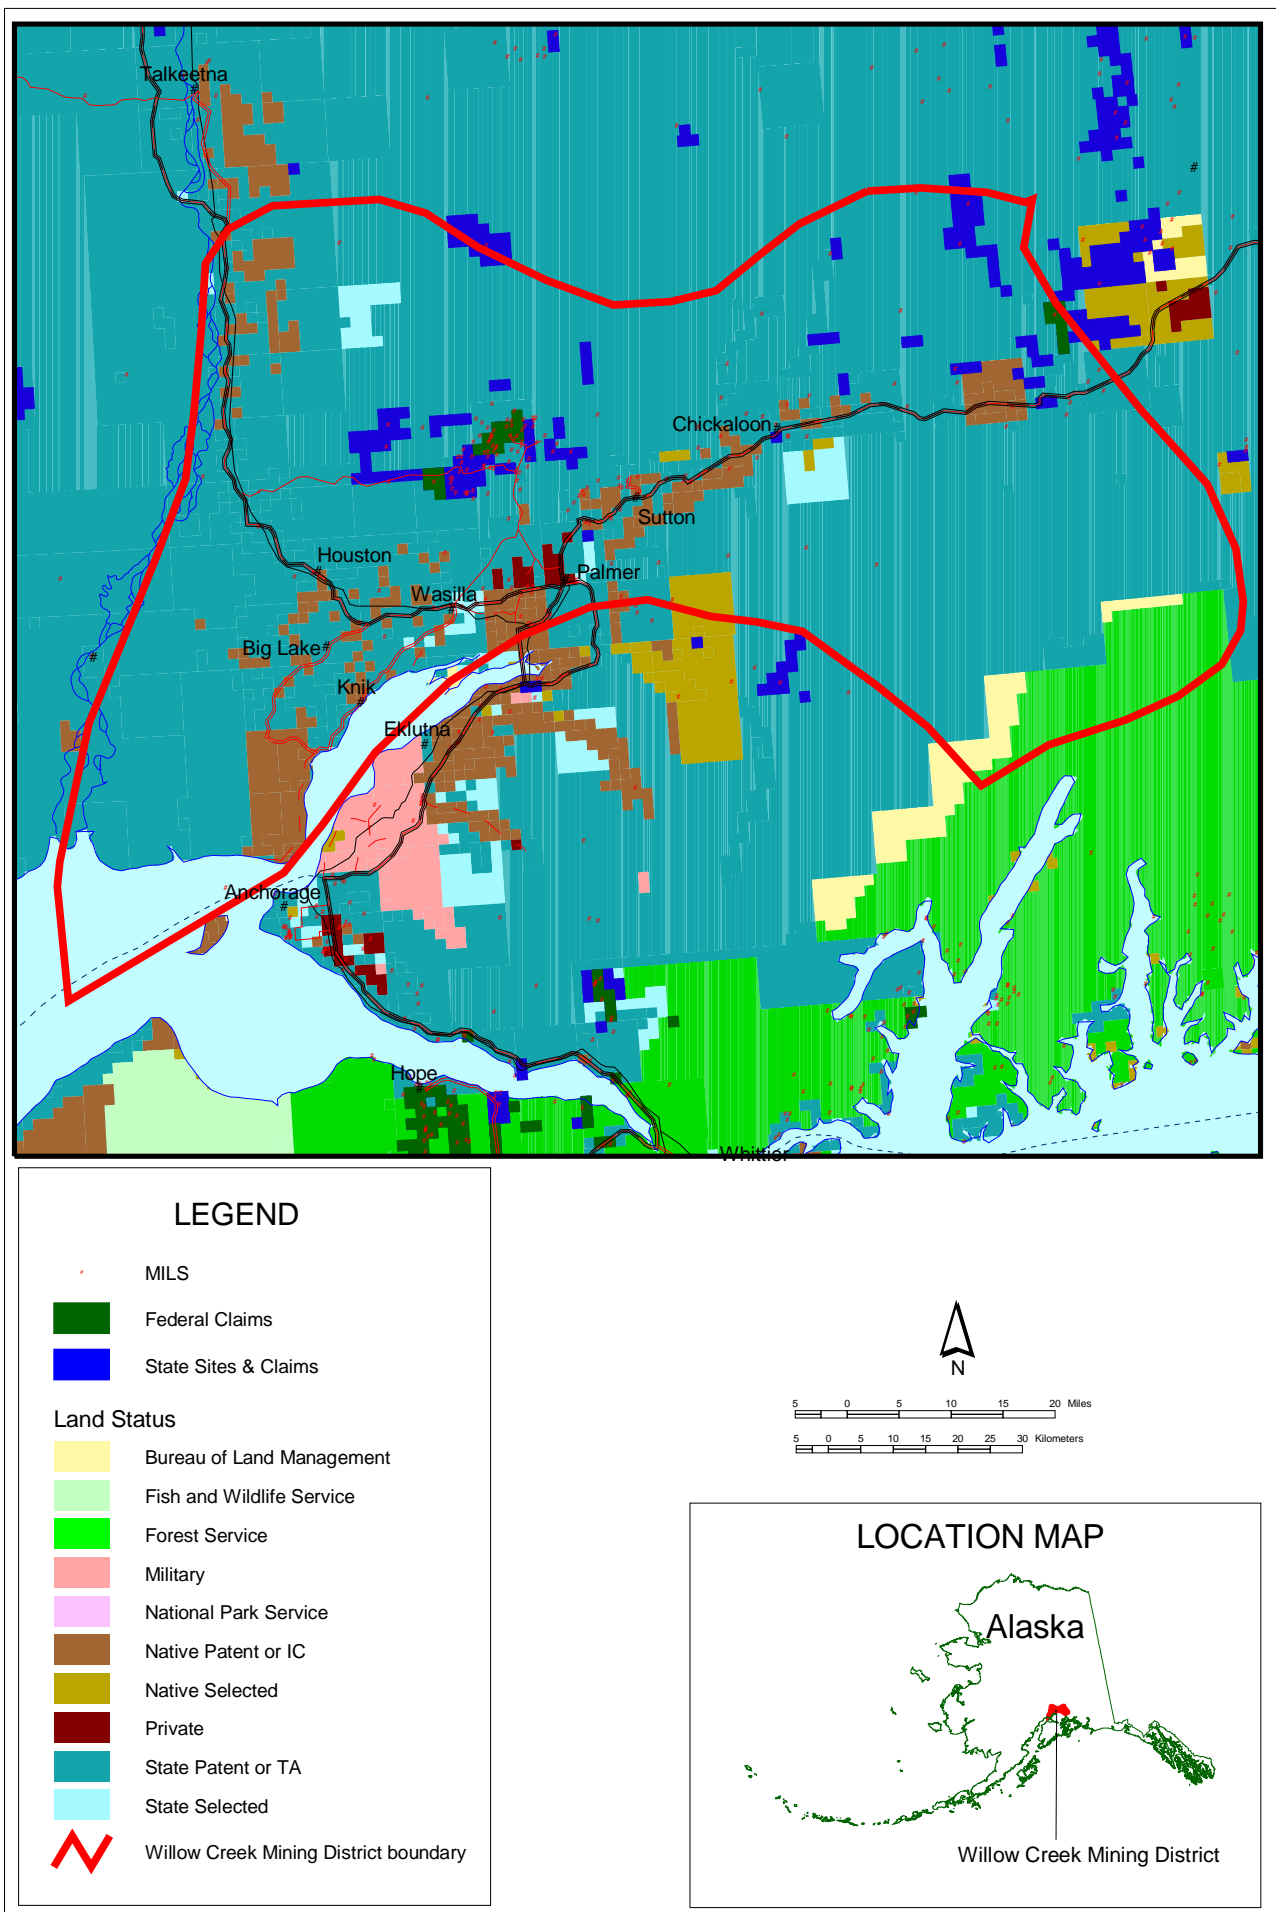 Talkeetna
Chickaloon
Sutton
Houston
Palmer
Wasilla
Big Lake
Knik
Eklutna
Anchorage
Hope
Whittier
LEGEND
MILS
Federal Claims
State Sites & Claims
Land Status
Bureau of Land Management
Fish and Wildlife Service
Forest Service
Military
National Park Service
Native Patent or IC
Native Selected
Private
State Patent or TA
State Selected
Willow Creek Mining District boundary
N
5 0 5 10 15 20 Miles
5 0 5 10 15 20 25 30 Kilometers
LOCATION MAP
Alaska
Willow Creek Mining District